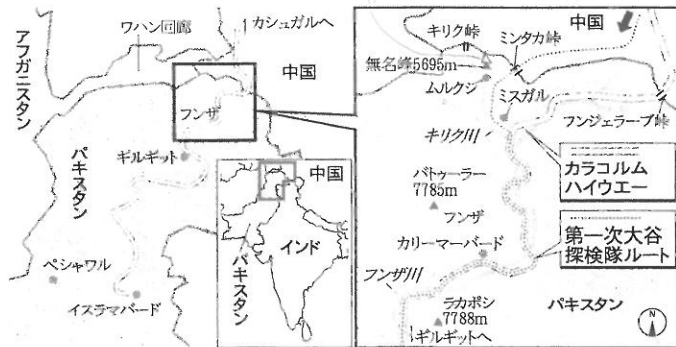 アフガニスタン
ワハン回廊
カシュガルへ
中国
フンザ
ギルギット
パキスタン
ペシャワル
イスラマバード
中国
インド
パキスタン
キリク峠
ミンタカ峠
中国
無名峰5695m
ムルクシ
ミスガル
フンジェラーブ峠
キリク川
カラコルム
ハイウエー
バトゥーラー
7785m
フンザ
第一次大谷
探検隊ルート
カリーマーバード
フンザ川
ラカポシ
7788m
パキスタン
ギルギットへ
N